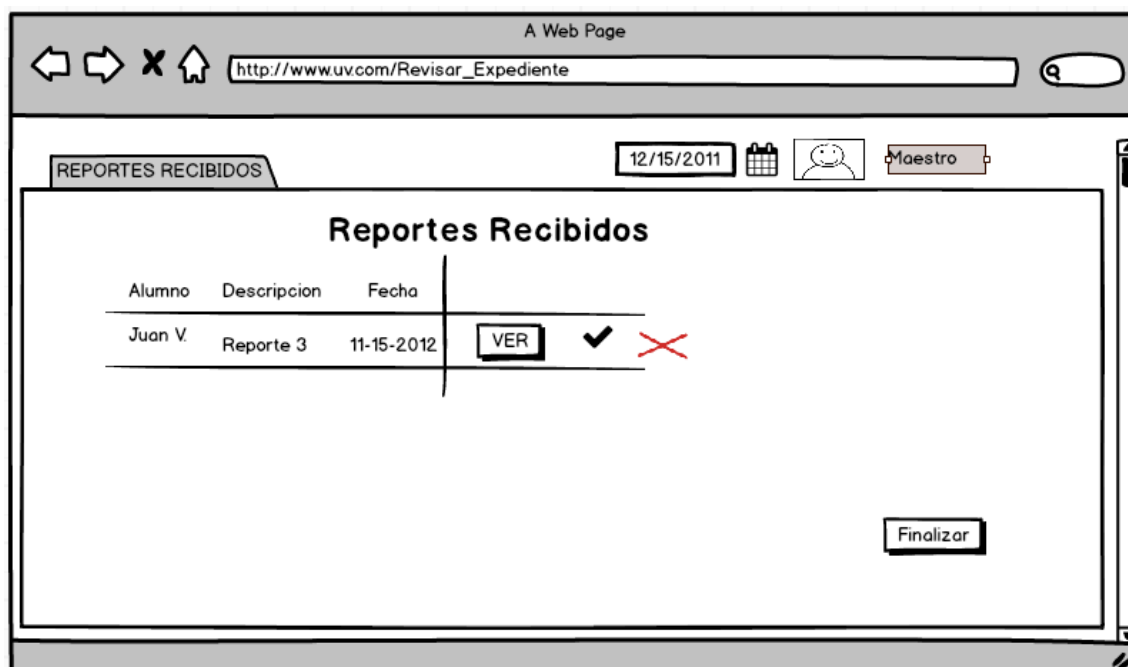 A Web Page
http://www.uv.com/Revisar_Expediente
REPORTES RECIBIDOS
12/15/2011
Maestro
Reportes Recibidos
Alumno Descripcion Fecha
Juan V. Reporte 3 11-15-2012 VER
Finalizar